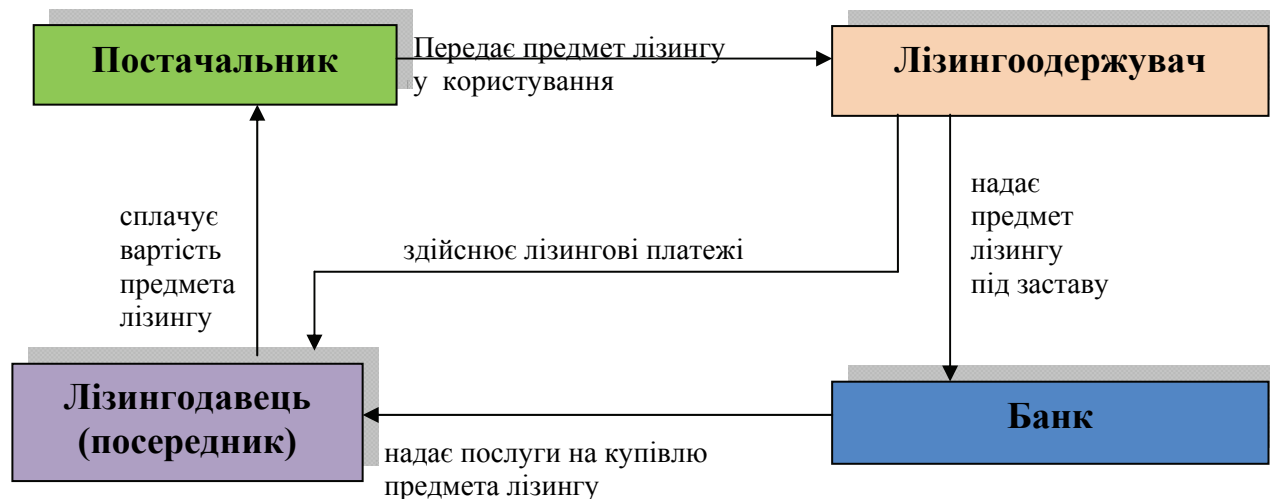 Постачальник
Передає предмет лізингу
у користування
Лізингоодержувач
сплачує
вартість
предмета
лізингу
здійснює лізингові платежі
надає
предмет
лізингу
під заставу
Лізингодавець
(посередник)
надає послуги на купівлю
предмета лізингу
Банк